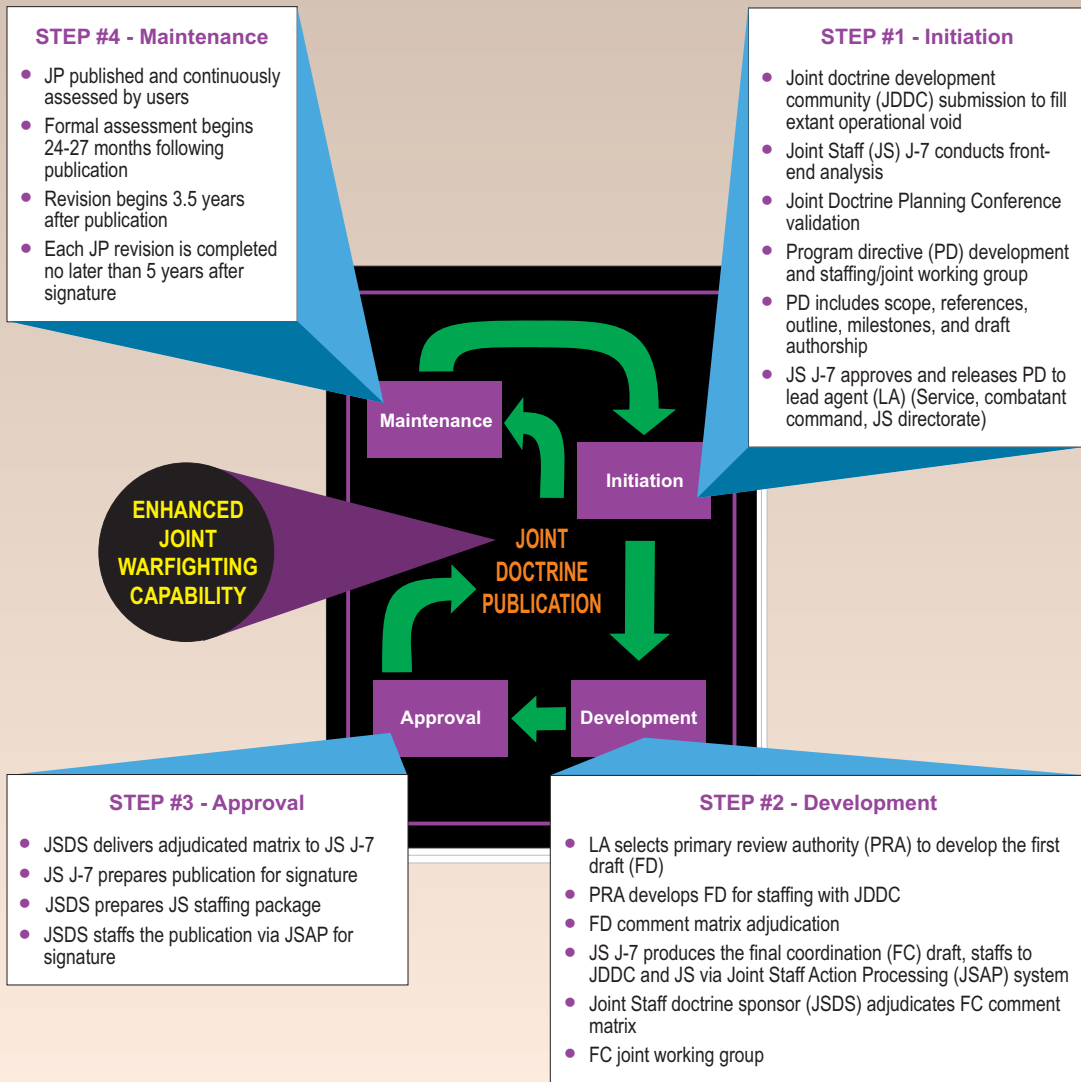 STEP #4 - Maintenance
• JP published and continuously
assessed by users
• Formal assessment begins
24-27 months following
publication
• Revision begins 3.5 years
after publication
• Each JP revision is completed
no later than 5 years after
signature
STEP #1 - Initiation
• Joint doctrine development
community (JDDC) submission to fill
extant operational void
• Joint Staff (JS) J-7 conducts front-
end analysis
• Joint Doctrine Planning Conference
validation
• Program directive (PD) development
and staffing/joint working group
• PD includes scope, references,
outline, milestones, and draft
authorship
• JS J-7 approves and releases PD to
lead agent (LA) (Service, combatant
command, JS directorate)
Maintenance
Initiation
ENHANCED
JOINT
WARFIGHTING
CAPABILITY
JOINT
DOCTRINE
PUBLICATION
Approval
Development
STEP #3 - Approval
• JSDS delivers adjudicated matrix to JS J-7
• JS J-7 prepares publication for signature
• JSDS prepares JS staffing package
• JSDS staffs the publication via JSAP for
signature
STEP #2 - Development
• LA selects primary review authority (PRA) to develop the first
draft (FD)
• PRA develops FD for staffing with JDDC
• FD comment matrix adjudication
• JS J-7 produces the final coordination (FC) draft, staffs to
JDDC and JS via Joint Staff Action Processing (JSAP) system
• Joint Staff doctrine sponsor (JSDS) adjudicates FC comment
matrix
• FC joint working group